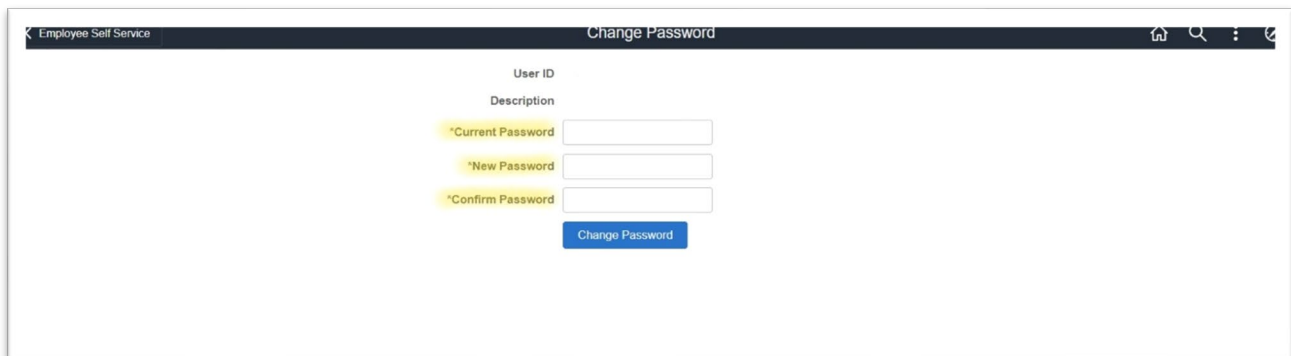 Employee Self Service
Change Password
User ID
Description
*Current Password
*New Password
*Confirm Password
Change Password